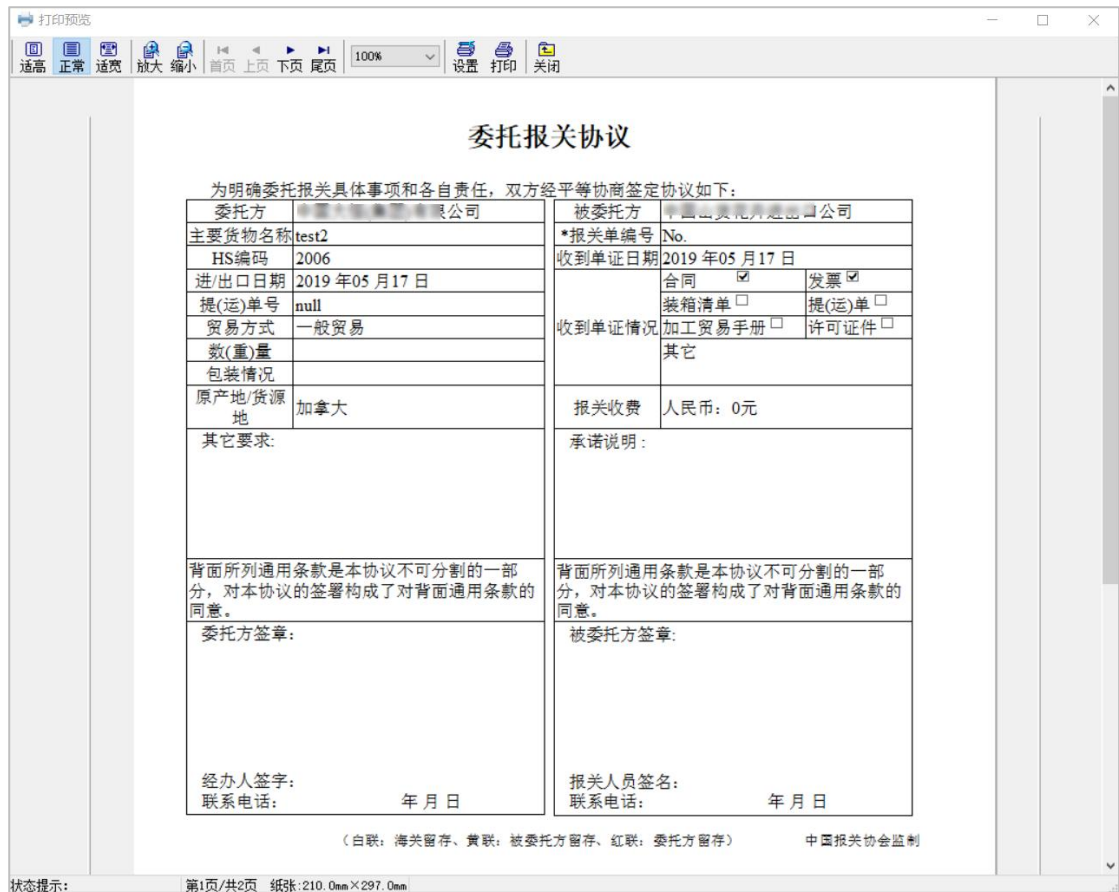 打印预览
适高 正常 适宽 放大 缩小 首页 上页 下页 尾页 100% 设置 打印 关闭
委托报关协议
为明确委托报关具体事项和各自责任，双方经平等协商签定协议如下：
委托方 限公司
主要货物名称 test2
HS编码 2006
进/出口日期 2019 年05 月17 日
提(运)单号 null
贸易方式 一般贸易
数(重)量
包装情况
原产地/货源
地
加拿大
其它要求:
背面所列通用条款是本协议不可分割的一部
分，对本协议的签署构成了对背面通用条款的
同意。
委托方签章：
经办人签字：
联系电话： 年 月 日
被委托方 口公司
*报关单编号 No.
收到单证日期 2019 年05 月17 日
收到单证情况
合同 发票
装箱清单 提(运)单
加工贸易手册 许可证件
其它
报关收费 人民币：0元
承诺说明：
背面所列通用条款是本协议不可分割的一部
分，对本协议的签署构成了对背面通用条款的
同意。
被委托方签章:
报关人员签名：
联系电话： 年 月 日
（白联：海关留存、黄联：被委托方留存、红联：委托方留存） 中国报关协会监制
状态提示： 第1页/共2页 纸张:210.0mm×297.0mm